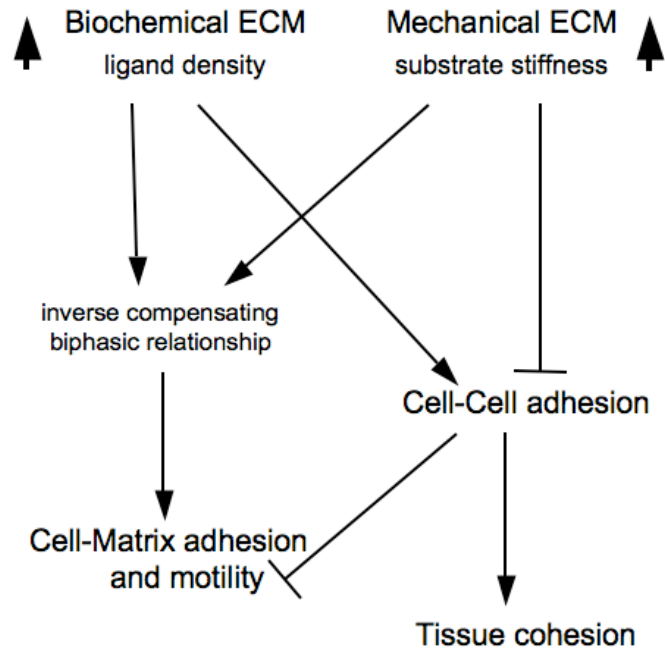 Biochemical ECM
ligand density
Mechanical ECM
substrate stiffness
inverse compensating
biphasic relationship
Cell-Cell adhesion
Cell-Matrix adhesion
and motility
Tissue cohesion